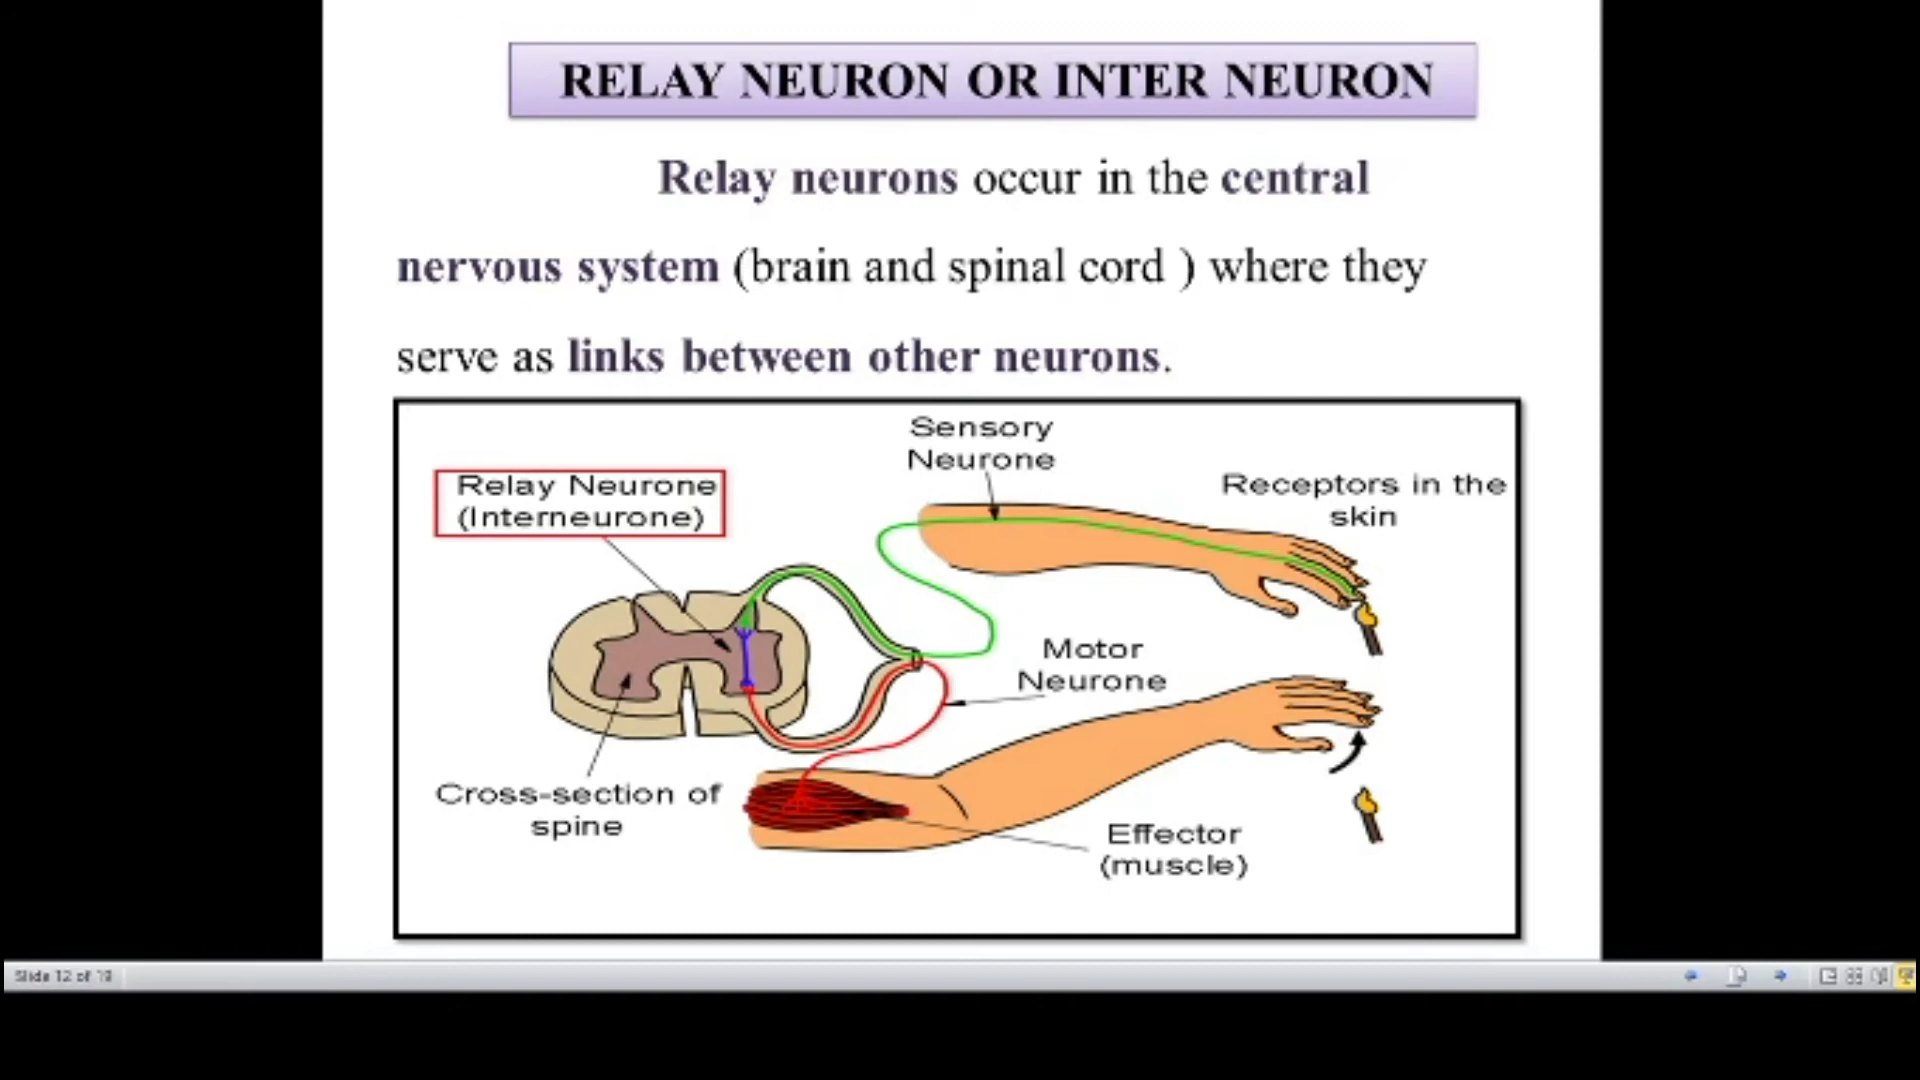 RELAY NEURON OR INTER NEURON
Relay neurons occur in the central
nervous system (brain and spinal cord ) where they
serve as links between other neurons.
Sensory
Neurone
Relay Neurone
(Interneurone)
Receptors in the
skin
Motor
Neurone
Cross-section of
spine
Effector
(muscle)
Slide 12 of 19